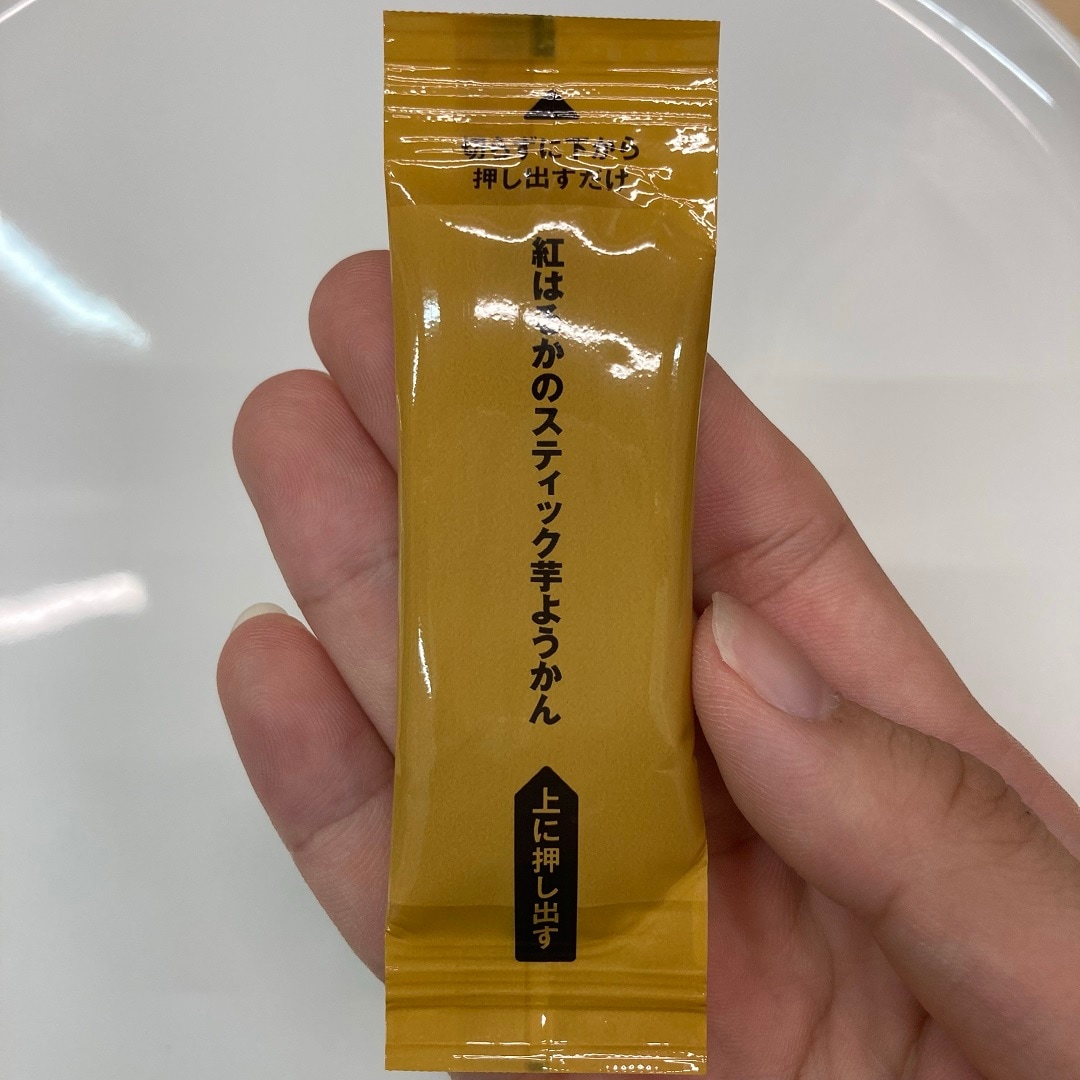 切らずに下から
押し出すだけ
紅はるかのスティック芋ようかん
上に押し出す